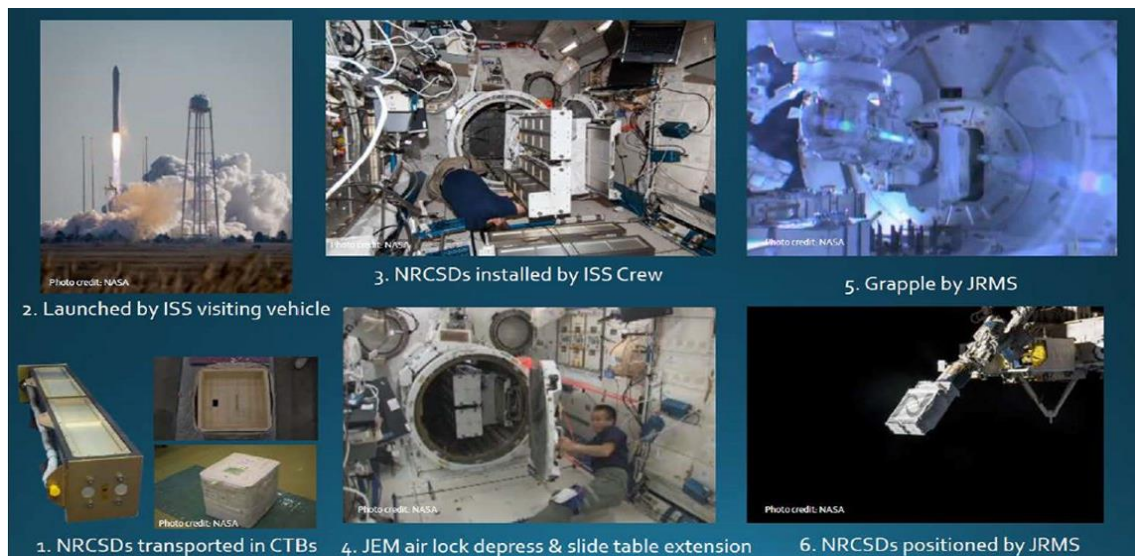 Photo credit: NASA
2. Launched by ISS visiting vehicle
Photo credit: NASA
3. NRCSDs installed by ISS Crew
Photo credit: NASA
5. Grapple by JRMS
Photo credit: NASA
1. NRCSDs transported in CTBs
Photo credit: NASA
4. JEM air lock depress & slide table extension
Photo credit: NASA
6. NRCSDs positioned by JRMS